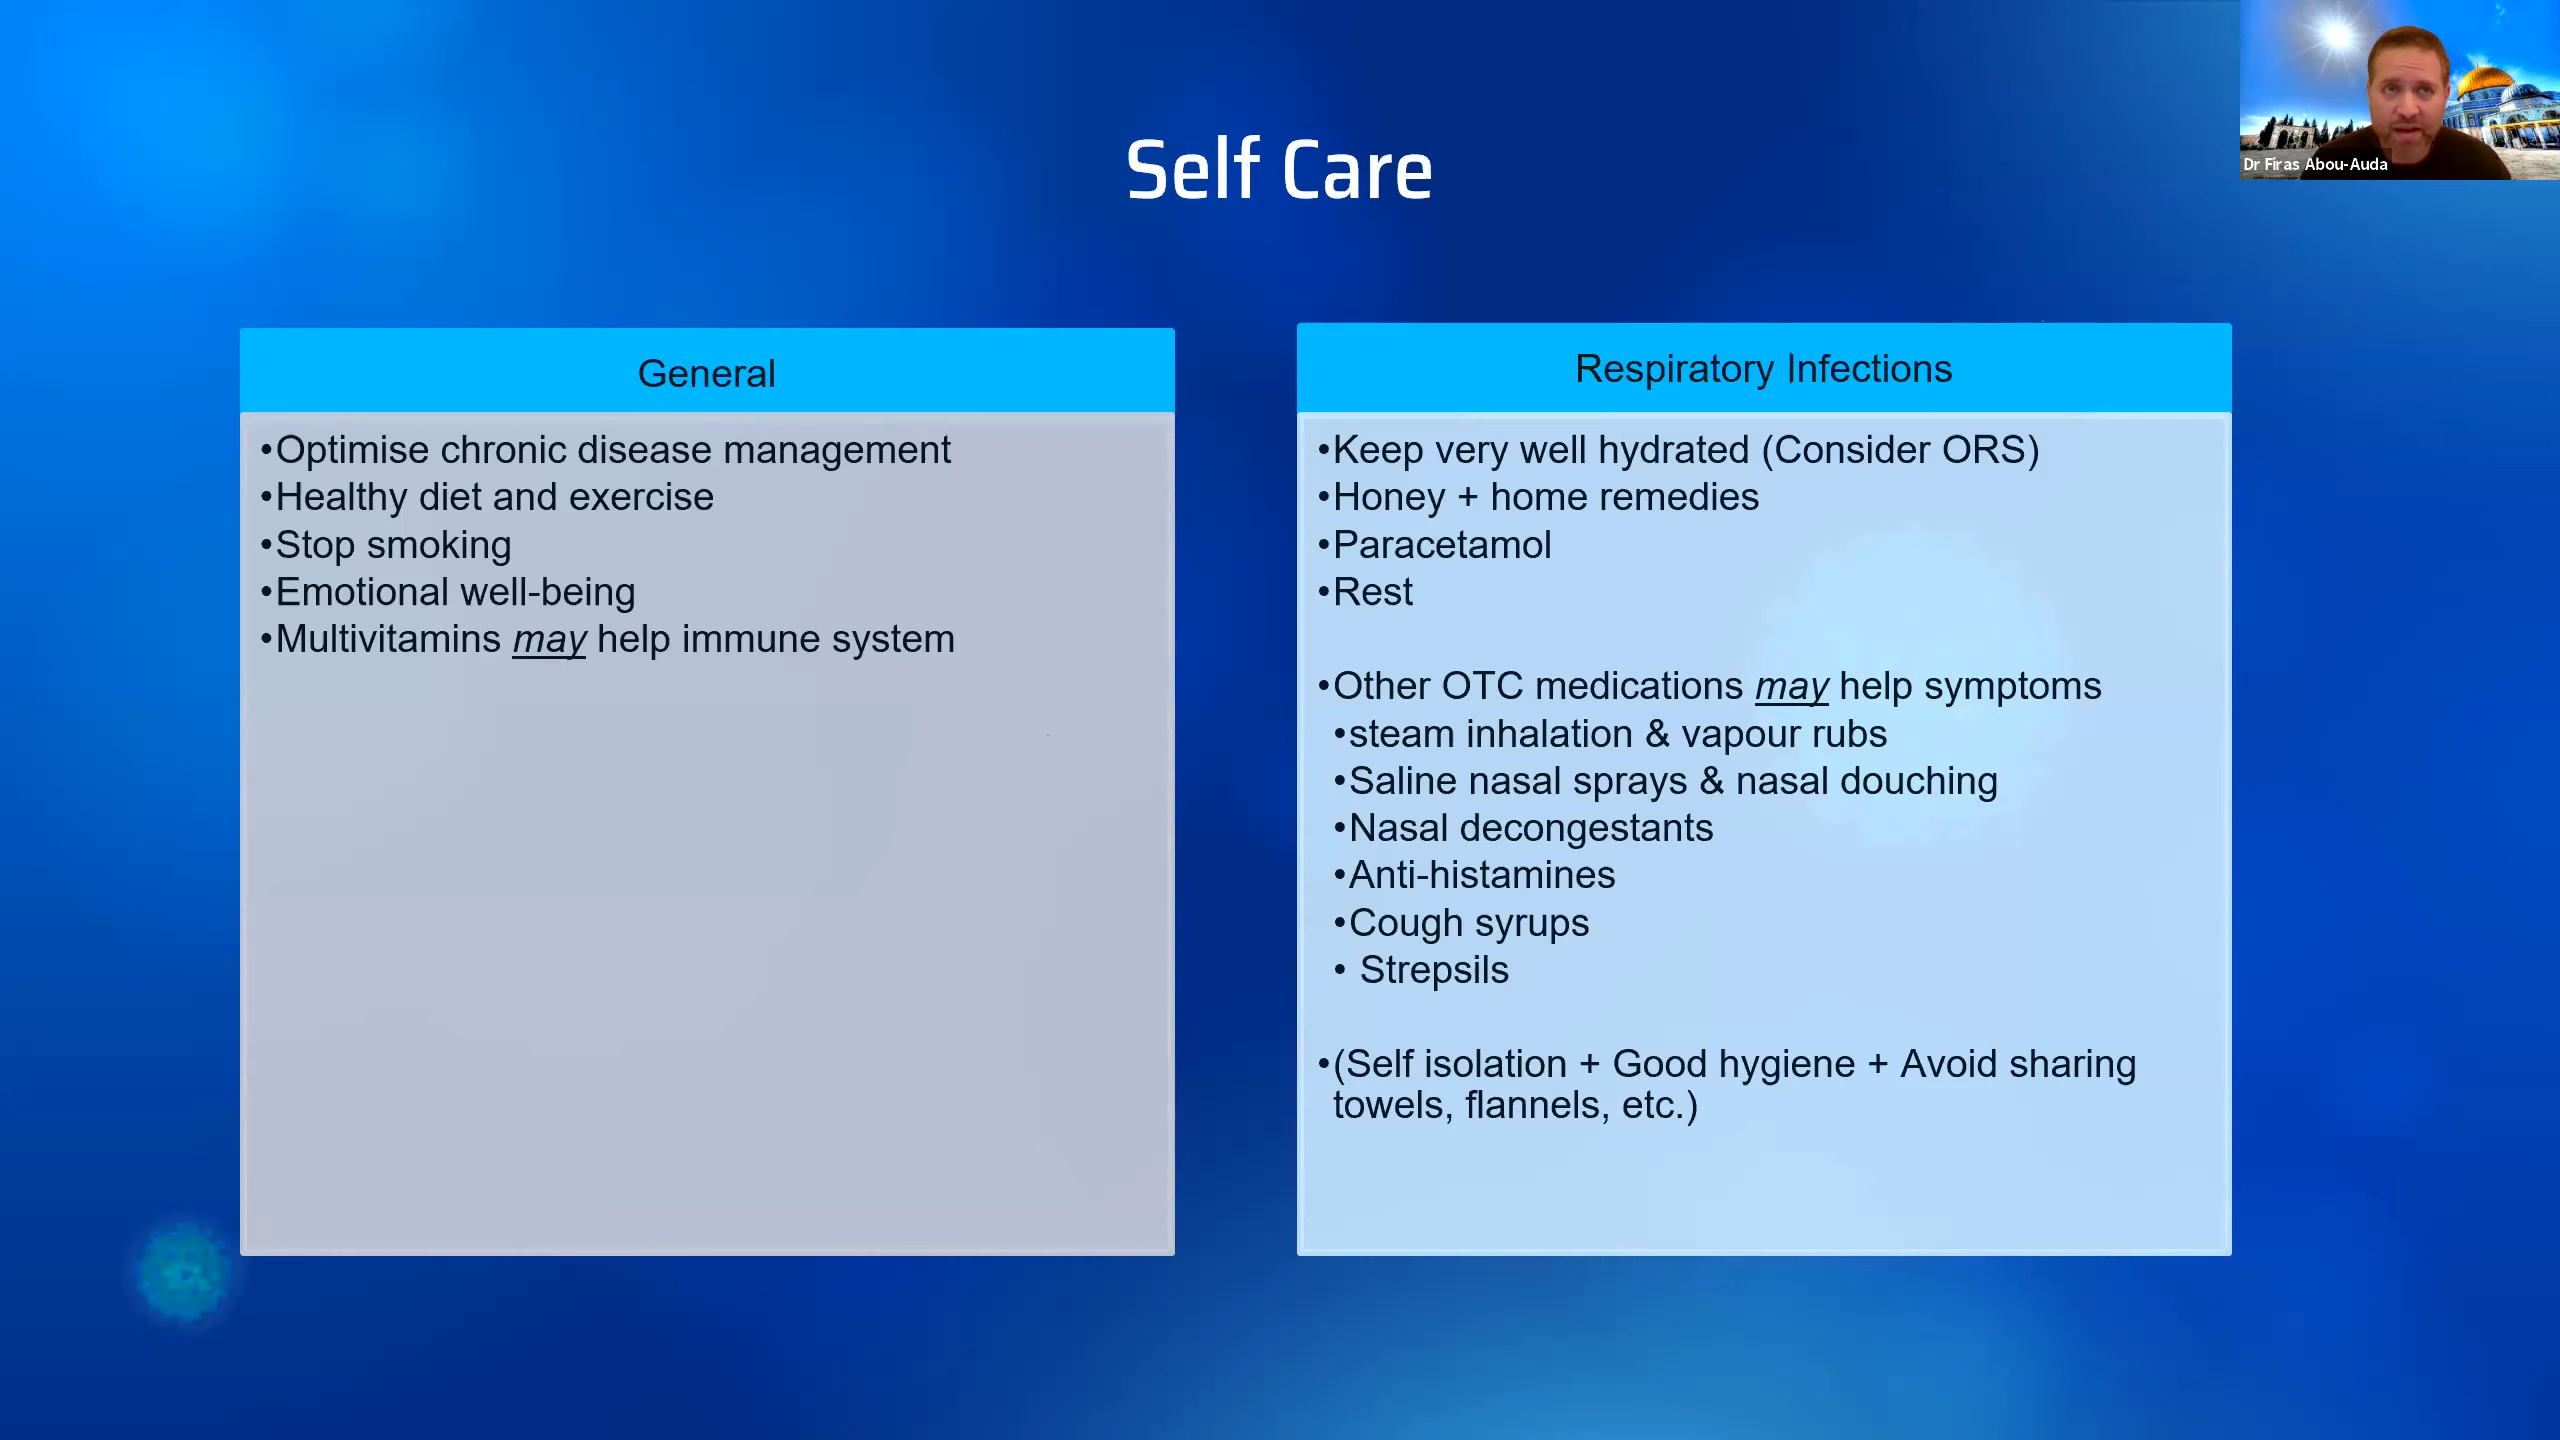 Self Care
Dr Firas Abou-Auda
General
•Optimise chronic disease management
•Healthy diet and exercise
•Stop smoking
•Emotional well-being
•Multivitamins may help immune system
Respiratory Infections
•Keep very well hydrated (Consider ORS)
•Honey + home remedies
•Paracetamol
•Rest
•Other OTC medications may help symptoms
•steam inhalation & vapour rubs
•Saline nasal sprays & nasal douching
•Nasal decongestants
•Anti-histamines
•Cough syrups
• Strepsils
•(Self isolation + Good hygiene + Avoid sharing
towels, flannels, etc.)